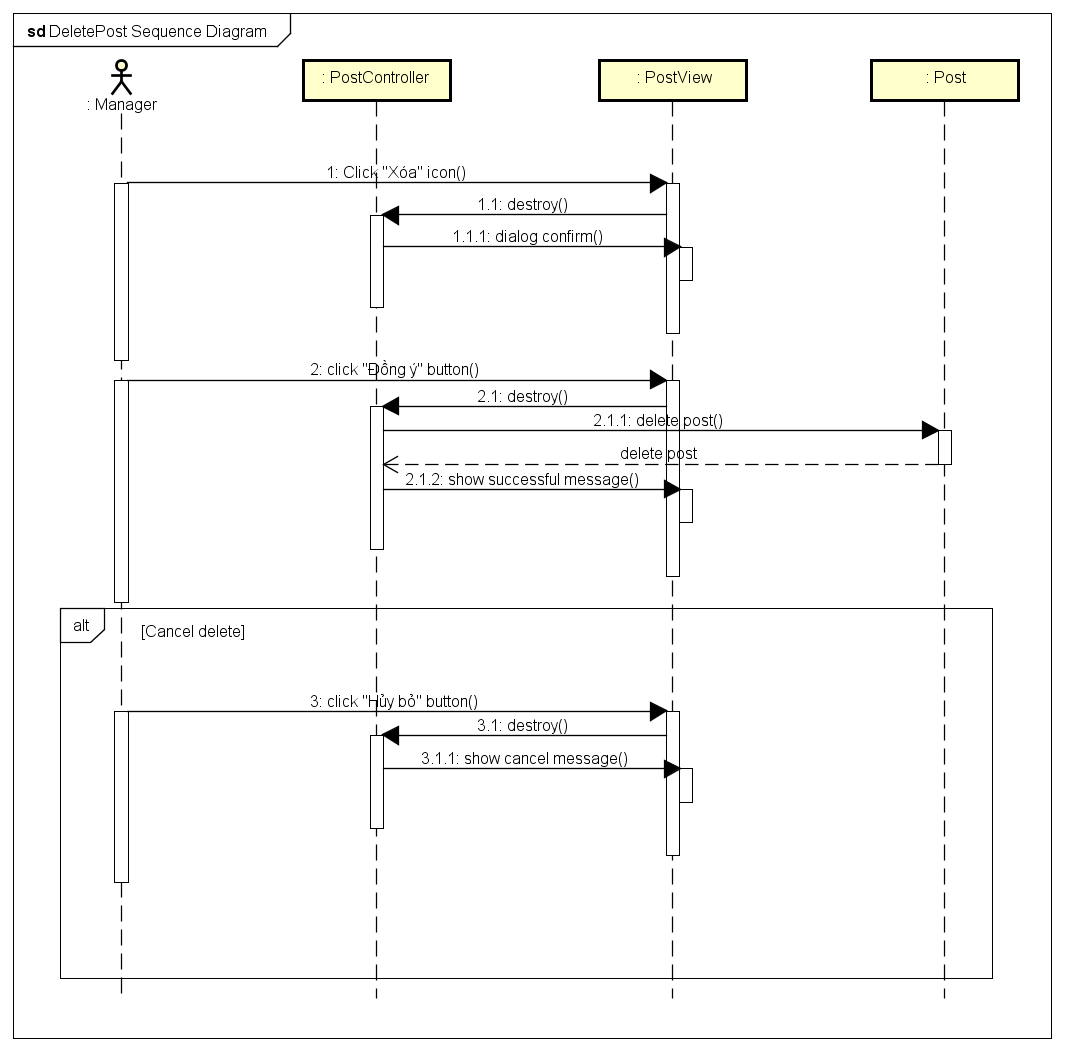 sd DeletePost Sequence Diagram
: Manager
: PostController
: PostView
: Post
1: Click "Xóa" icon()
1.1: destroy()
1.1.1: dialog confirm()
2: click "Đồng ý" button()
2.1: destroy()
2.1.1: delete post()
delete post
2.1.2: show successful message()
alt
[Cancel delete]
3: click "Hủy bỏ" button()
3.1: destroy()
3.1.1: show cancel message()